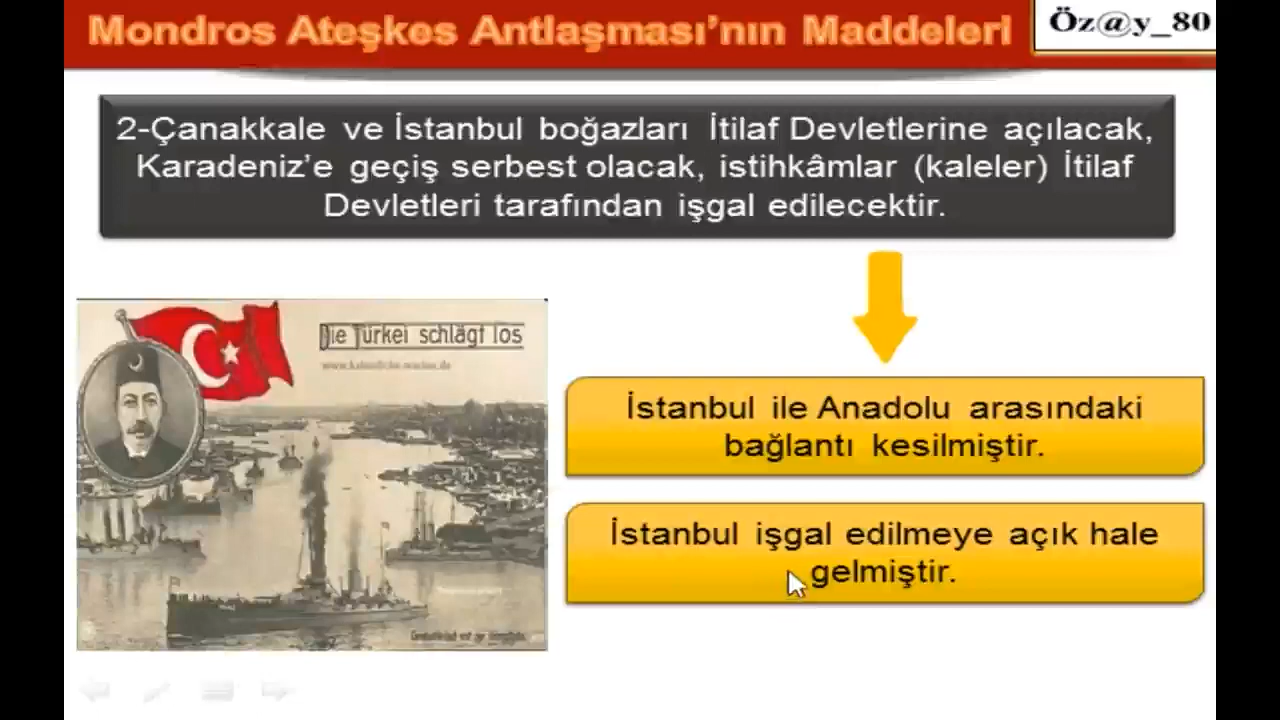 Mondros Ateşkes Antlaşması'nın Maddeleri
Öz@y_80
2-Çanakkale ve İstanbul boğazları İtilaf Devletlerine açılacak,
Karadeniz'e geçiş serbest olacak, istihkâmlar (kaleler) İtilaf
Devletleri tarafından işgal edilecektir.
Die Türkei schlägt los
İstanbul ile Anadolu arasındaki
bağlantı kesilmiştir.
İstanbul işgal edilmeye açık hale
gelmiştir.